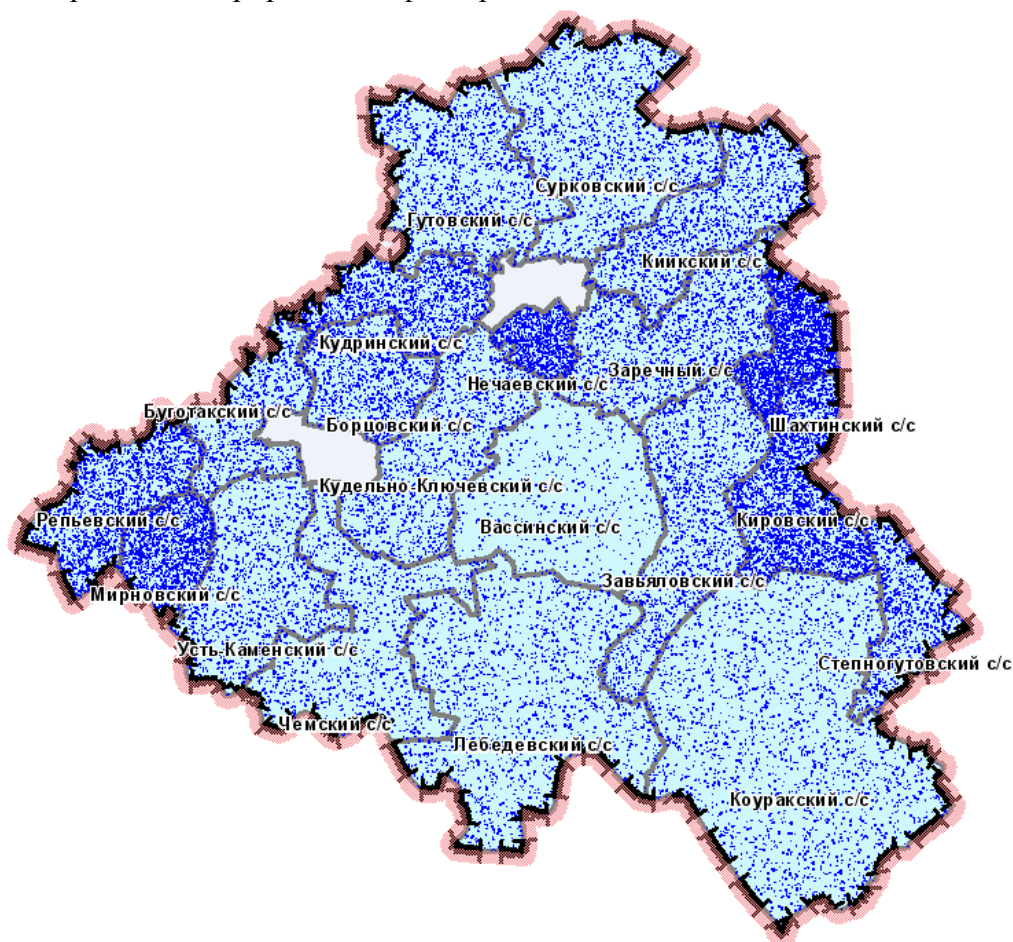 Сурковский с/с
Гутовский с/с
Киикский с/с
Кудринский с/с
Заречный с/с
Нечаевский с/с
Буготакский с/с
Борцовский с/с
Шахтинский с/с
Кудельно-Ключевский с/с
Репьевский с/с
Вассинский с/с
Кировский с/с
Завьяловский с/с
Мирновский с/с
Усть-Каменский с/с
Степногутовский с/с
Чемский с/с
Лебедевский с/с
Коуракский с/с